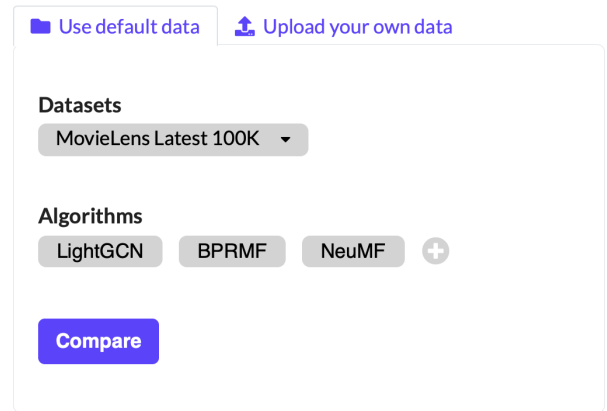 Use default data Upload your own data
Datasets
MovieLens Latest 100K
Algorithms
LightGCN BPRMF NeuMF
Compare